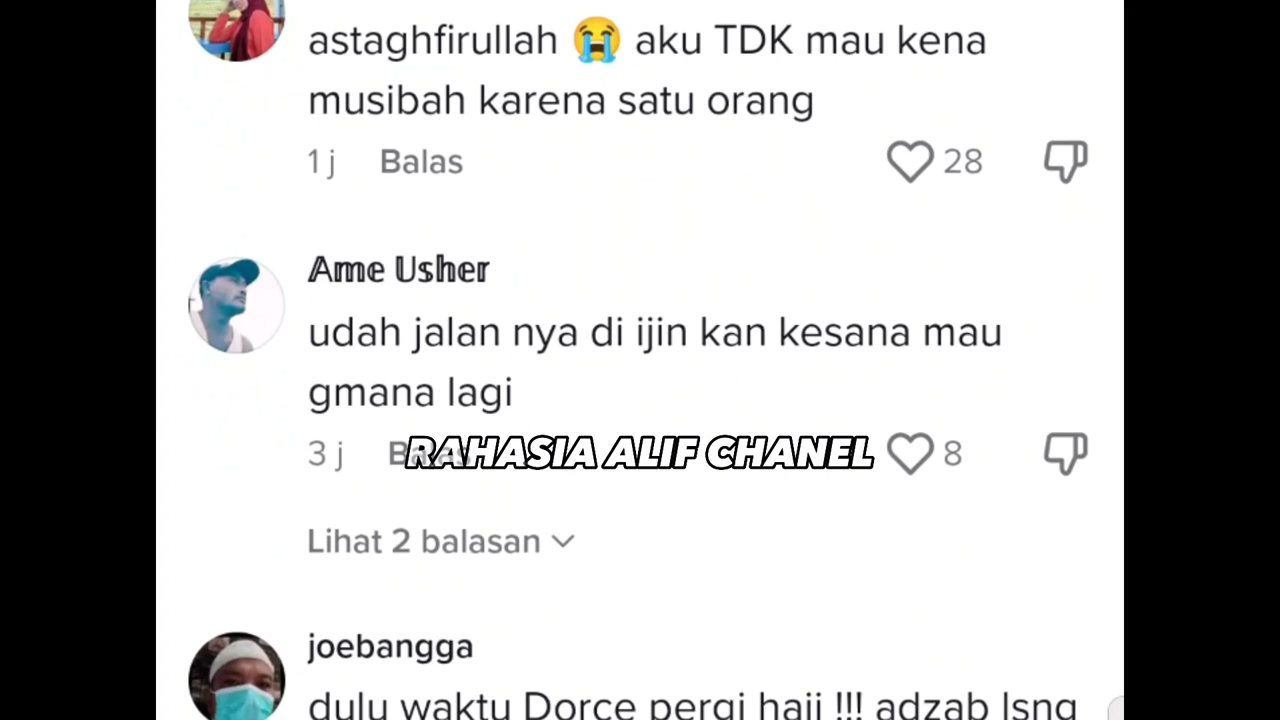 astaghfirullah 😭 aku TDK mau kena
musibah karena satu orang
1 j Balas 28
𝔸me Usher
udah jalan nya di ijin kan kesana mau
gmana lagi
3 j Balas 8
RAHASIA ALIF CHANEL
Lihat 2 balasan
joebangga
dulu waktu Dorce pergi haji !!! adzab lsng